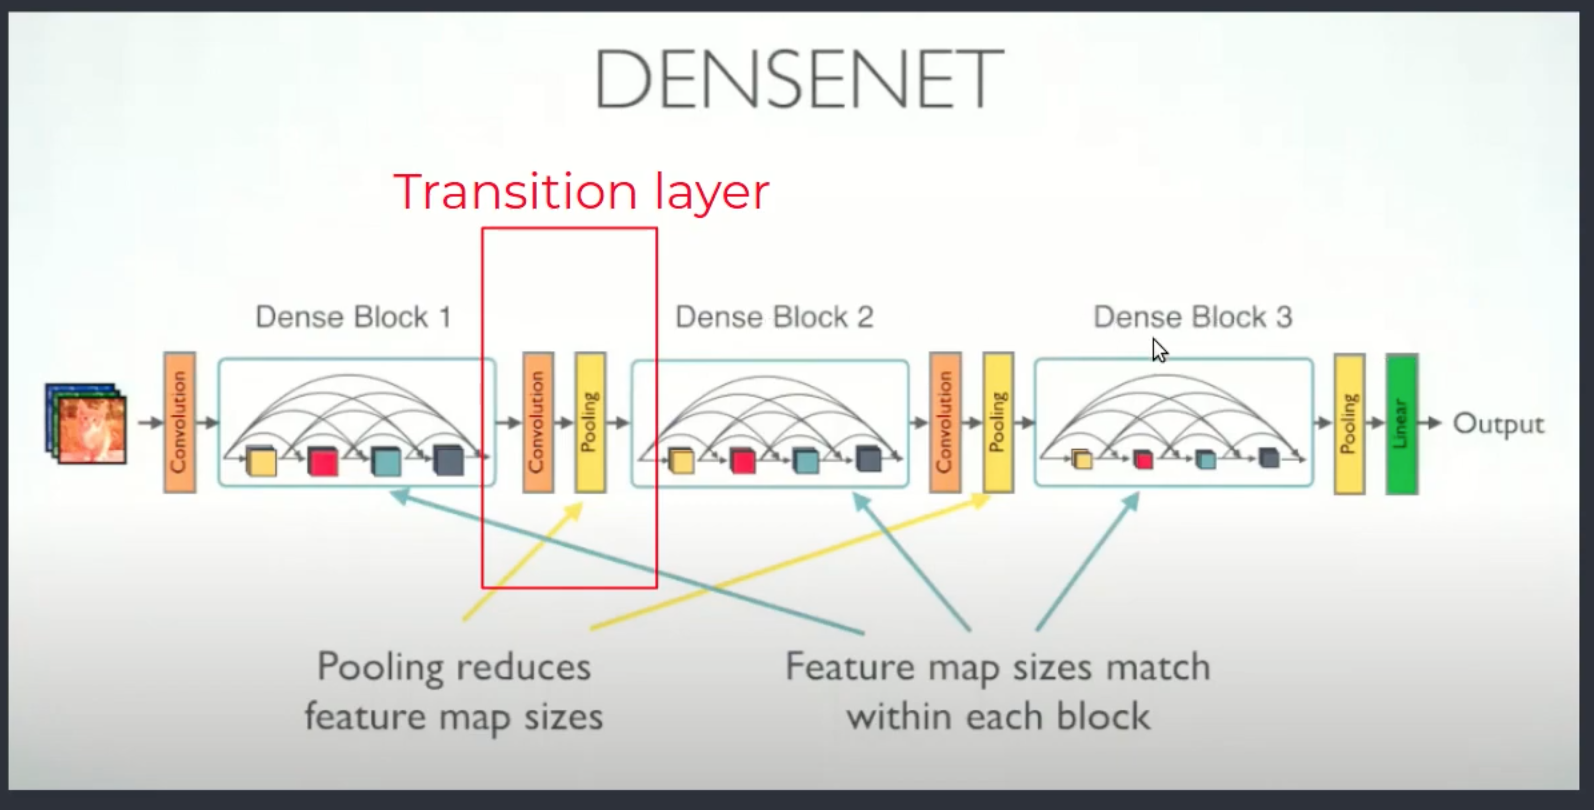 DENSENET
Transition layer
Dense Block 1
Dense Block 2
Dense Block 3
Convolution
Convolution
Pooling
Convolution
Pooling
Pooling
Linear
Output
Pooling reduces
feature map sizes
Feature map sizes match
within each block